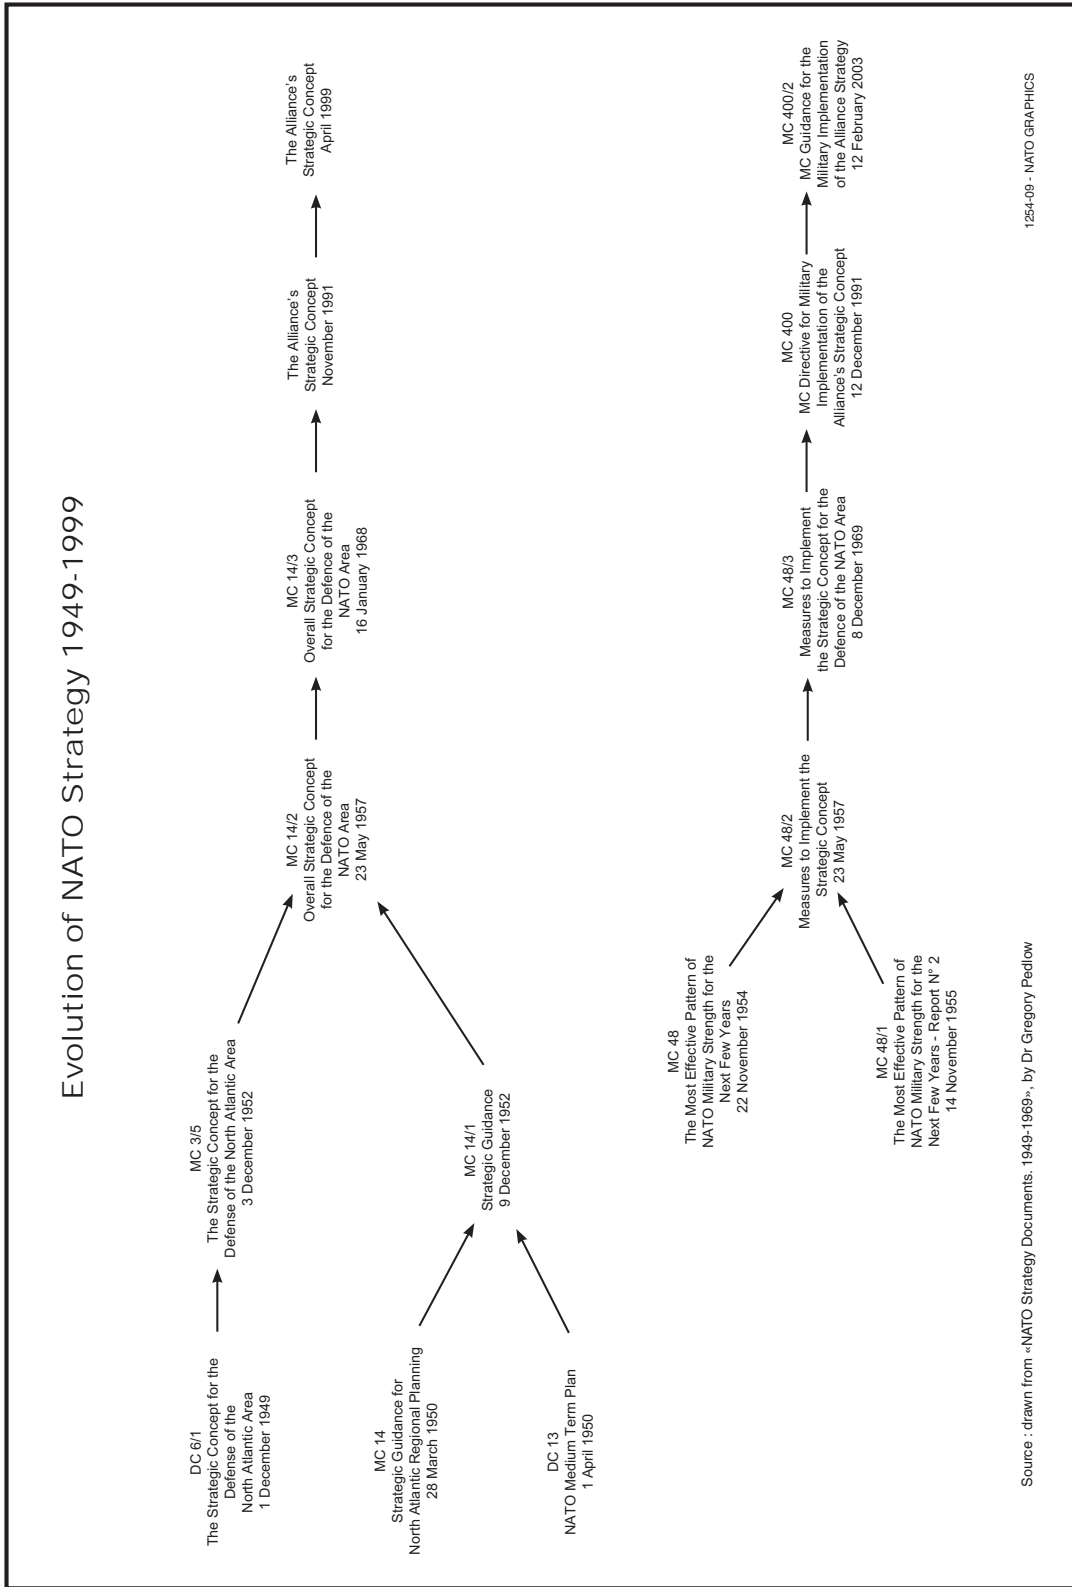 Evolution of NATO Strategy 1949-1999
DC 6/1
The Strategic Concept for the
Defense of the
North Atlantic Area
1 December 1949
MC 3/5
The Strategic Concept for the
Defense of the North Atlantic Area
3 December 1952
MC 14
Strategic Guidance for
North Atlantic Regional Planning
28 March 1950
DC 13
NATO Medium Term Plan
1 April 1950
MC 14/1
Strategic Guidance
9 December 1952
MC 14/2
Overall Strategic Concept
for the Defence of the
NATO Area
23 May 1957
MC 14/3
Overall Strategic Concept
for the Defence of the
NATO Area
16 January 1968
The Alliance's
Strategic Concept
November 1991
The Alliance's
Strategic Concept
April 1999
MC 48
The Most Effective Pattern of
NATO Military Strength for the
Next Few Years
22 November 1954
MC 48/1
The Most Effective Pattern of
NATO Military Strength for the
Next Few Years - Report N° 2
14 November 1955
MC 48/2
Measures to Implement the
Strategic Concept
23 May 1957
MC 48/3
Measures to Implement
the Strategic Concept for the
Defence of the NATO Area
8 December 1969
MC 400
MC Directive for Military
Implementation of the
Alliance's Strategic Concept
12 December 1991
MC 400/2
MC Guidance for the
Military Implementation
of the Alliance Strategy
12 February 2003
Source : drawn from «NATO Strategy Documents. 1949-1969», by Dr Gregory Pedlow
1254-09 - NATO GRAPHICS